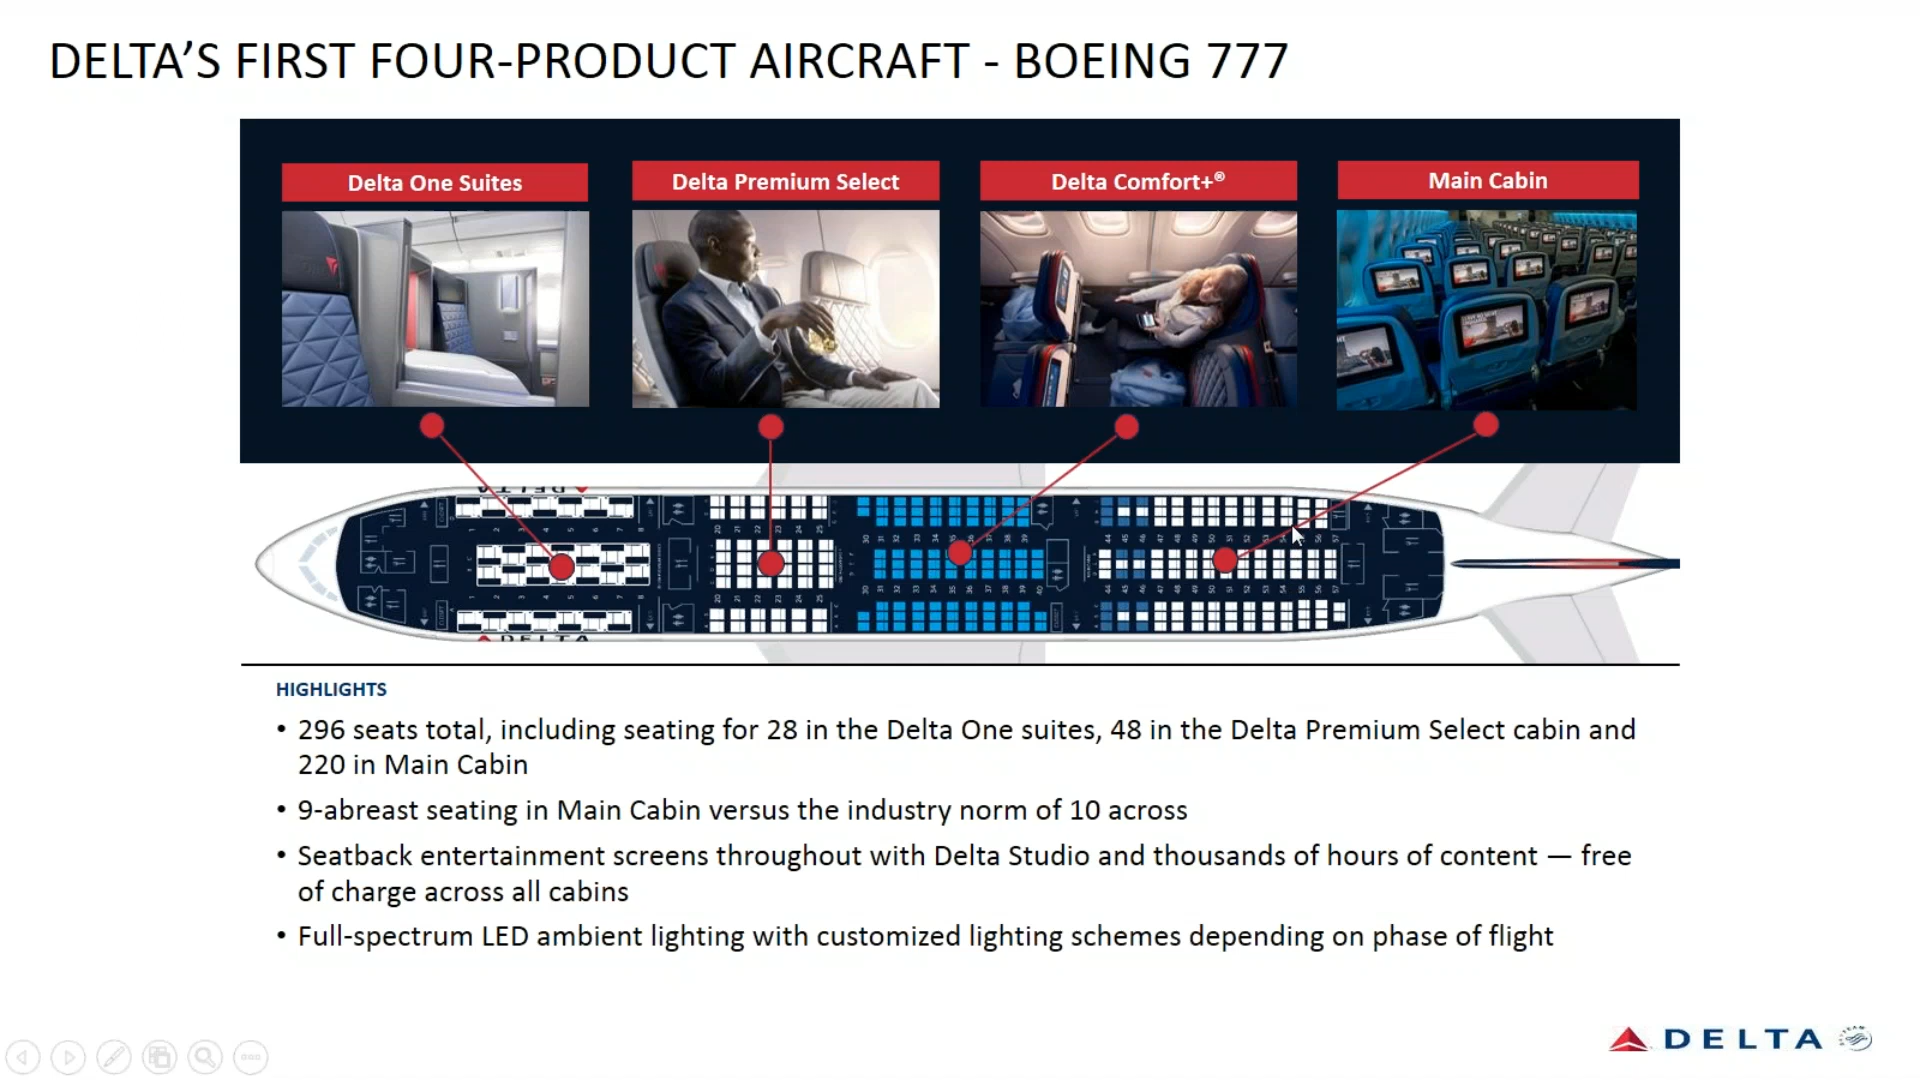 DELTA’S FIRST FOUR-PRODUCT AIRCRAFT - BOEING 777
Delta One Suites
Delta Premium Select
Delta Comfort+®
Main Cabin
DELTA
HIGHLIGHTS
• 296 seats total, including seating for 28 in the Delta One suites, 48 in the Delta Premium Select cabin and
220 in Main Cabin
• 9-abreast seating in Main Cabin versus the industry norm of 10 across
• Seatback entertainment screens throughout with Delta Studio and thousands of hours of content — free
of charge across all cabins
• Full-spectrum LED ambient lighting with customized lighting schemes depending on phase of flight
DELTA